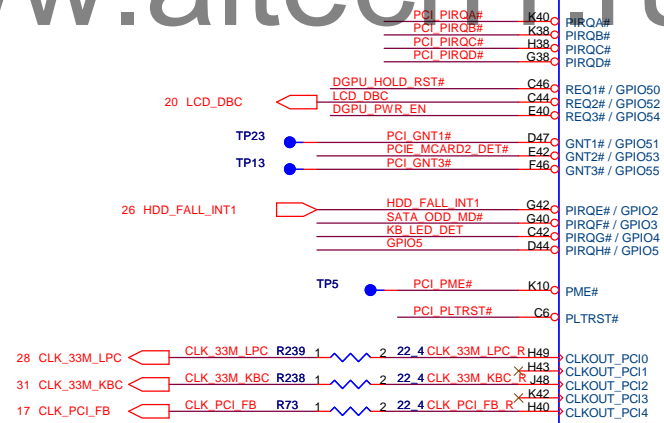 www.aitech1.ru
PCI_PIRQA# K40 PIRQA#
PCI_PIRQB# K38 PIRQB#
PCI_PIRQC# H38 PIRQC#
PCI_PIRQD# G38 PIRQD#
DGPU_HOLD_RST# C46 REQ1# / GPIO50
20 LCD_DBC LCD_DBC C44 REQ2# / GPIO52
DGPU_PWR_EN E40 REQ3# / GPIO54
TP23 PCI_GNT1# D47 GNT1# / GPIO51
PCIE_MCARD2_DET# E42 GNT2# / GPIO53
TP13 PCI_GNT3# F46 GNT3# / GPIO55
26 HDD_FALL_INT1 HDD_FALL_INT1 G42 PIRQE# / GPIO2
SATA_ODD_MD# G40 PIRQF# / GPIO3
KB_LED_DET C42 PIRQG# / GPIO4
GPIO5 D44 PIRQH# / GPIO5
TP5 PCI_PME# K10 PME#
PCI_PLTRST# C6 PLTRST#
28 CLK_33M_LPC CLK_33M_LPC R239 1 2 22_4 CLK_33M_LPC_R H49 CLKOUT_PCI0
H43 CLKOUT_PCI1
31 CLK_33M_KBC CLK_33M_KBC R238 1 2 22_4 CLK_33M_KBC_R J48 CLKOUT_PCI2
K42 CLKOUT_PCI3
17 CLK_PCI_FB CLK_PCI_FB R73 1 2 22_4 CLK_PCI_FB_R H40 CLKOUT_PCI4